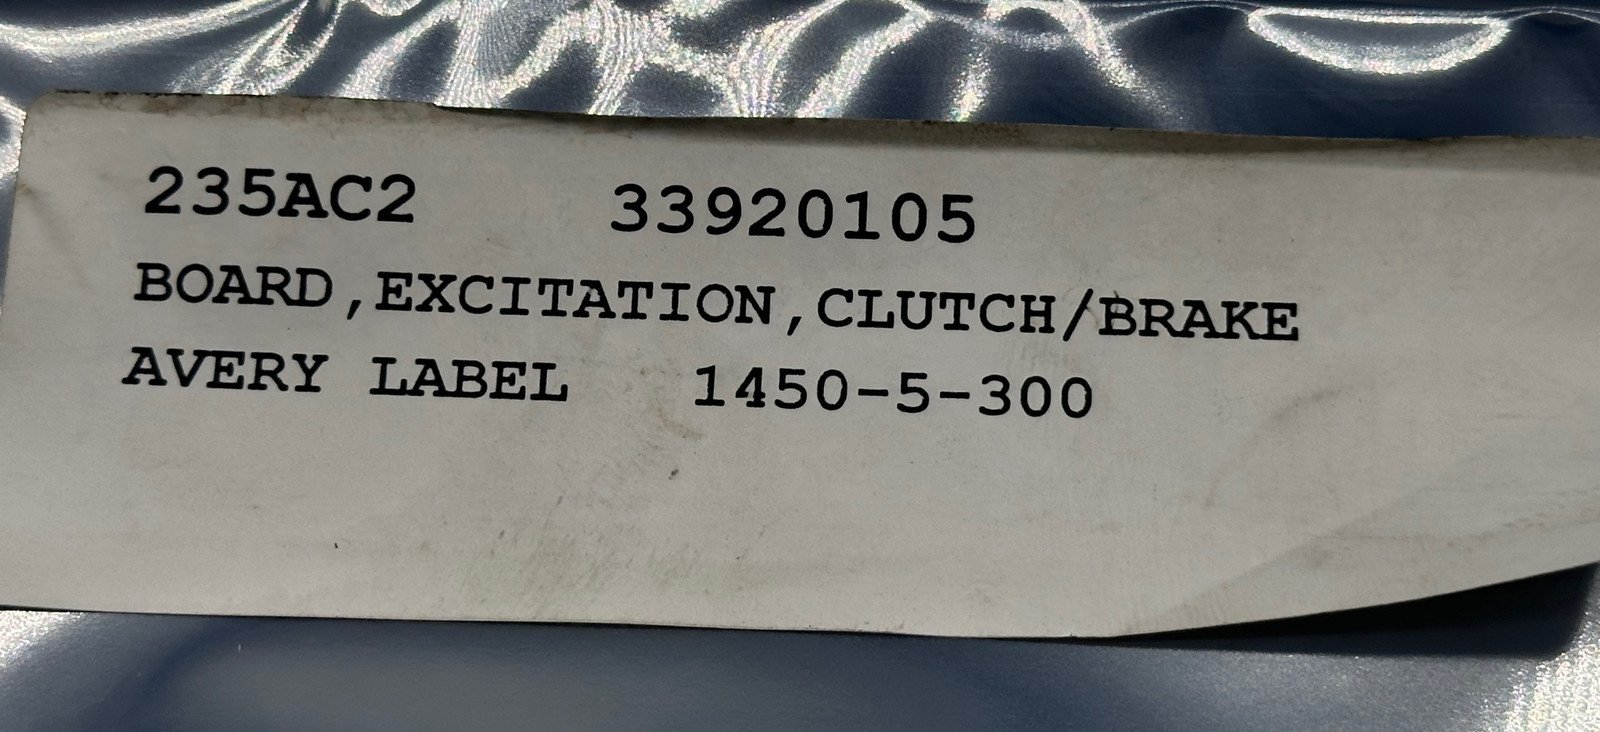 235AC2 33920105
BOARD,EXCITATION,CLUTCH/BRAKE
AVERY LABEL 1450-5-300